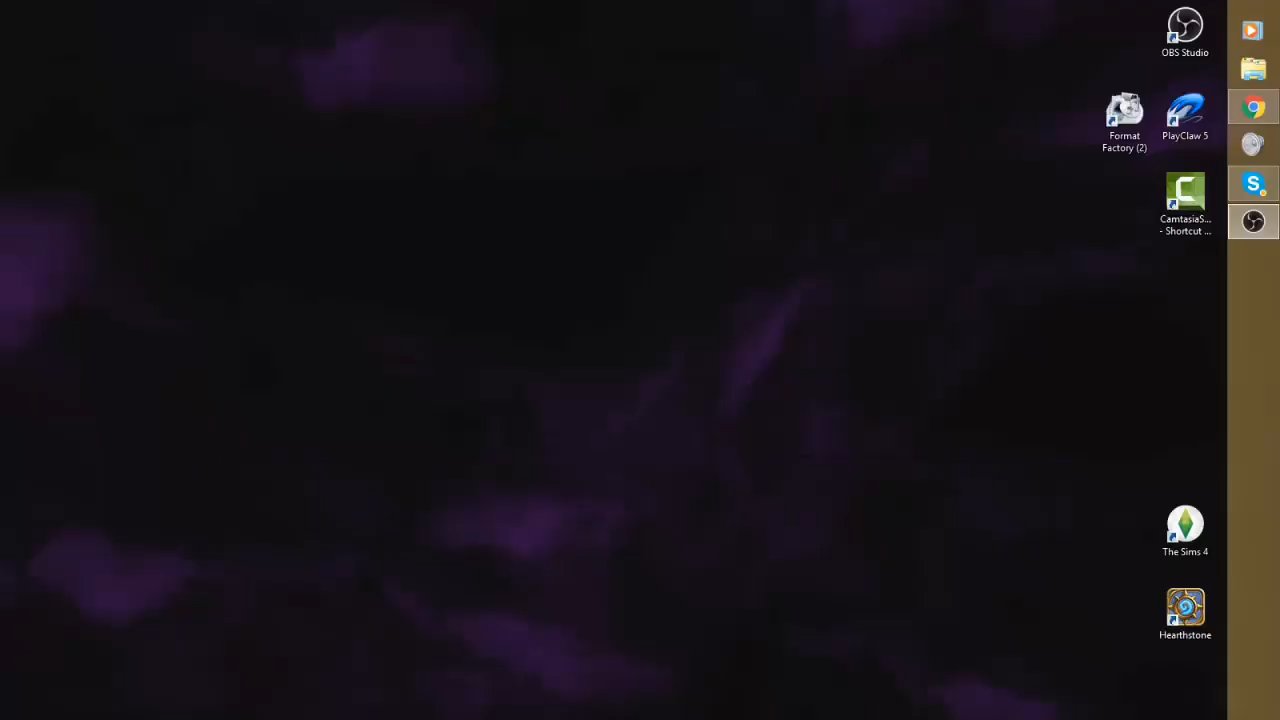 OBS Studio
Format
Factory (2)
PlayClaw 5
CamtasiaS...
- Shortcut ...
The Sims 4
Hearthstone